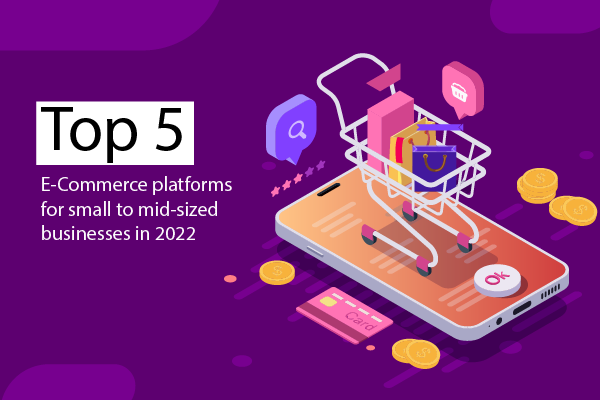 Top 5
E-Commerce platforms
for small to mid-sized
businesses in 2022
Ok
Card